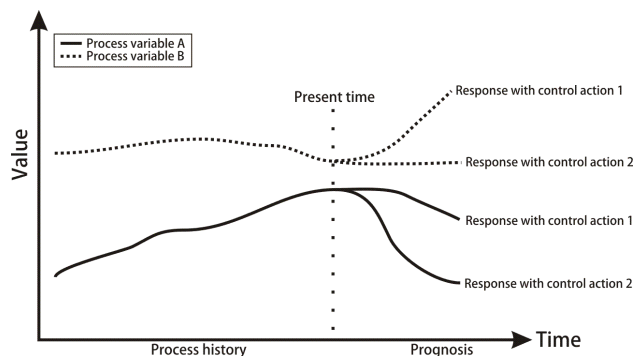 Process variable A
Process variable B
Present time
Response with control action 1
Response with control action 2
Response with control action 1
Response with control action 2
Value
Time
Process history
Prognosis